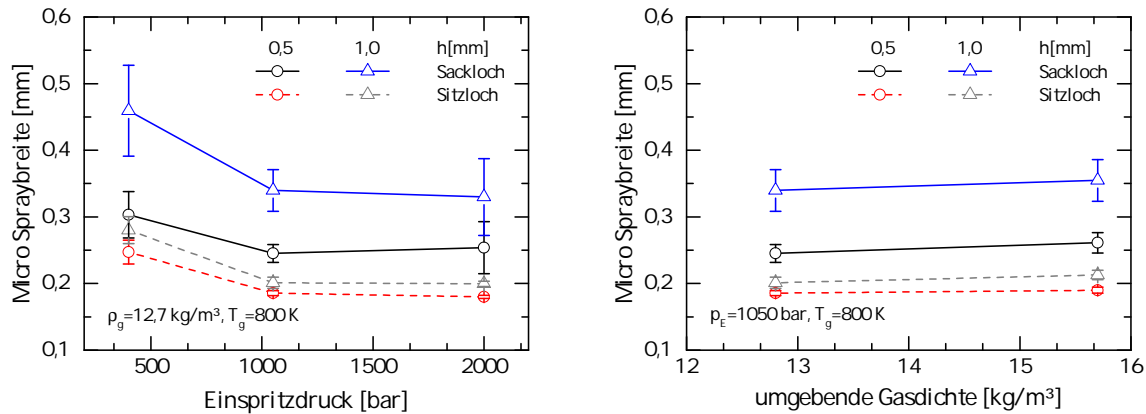 0,6
0,5
0,4
0,3
0,2
0,1
Micro Spraybreite [mm]
0,5 1,0 h[mm]
Sackloch
Sitzloch
ρg=12,7 kg/m³, Tg=800 K
500 1000 1500 2000
Einspritzdruck [bar]
0,6
0,5
0,4
0,3
0,2
0,1
Micro Spraybreite [mm]
0,5 1,0 h[mm]
Sackloch
Sitzloch
pE=1050 bar, Tg=800 K
12 13 14 15 16
umgebende Gasdichte [kg/m³]